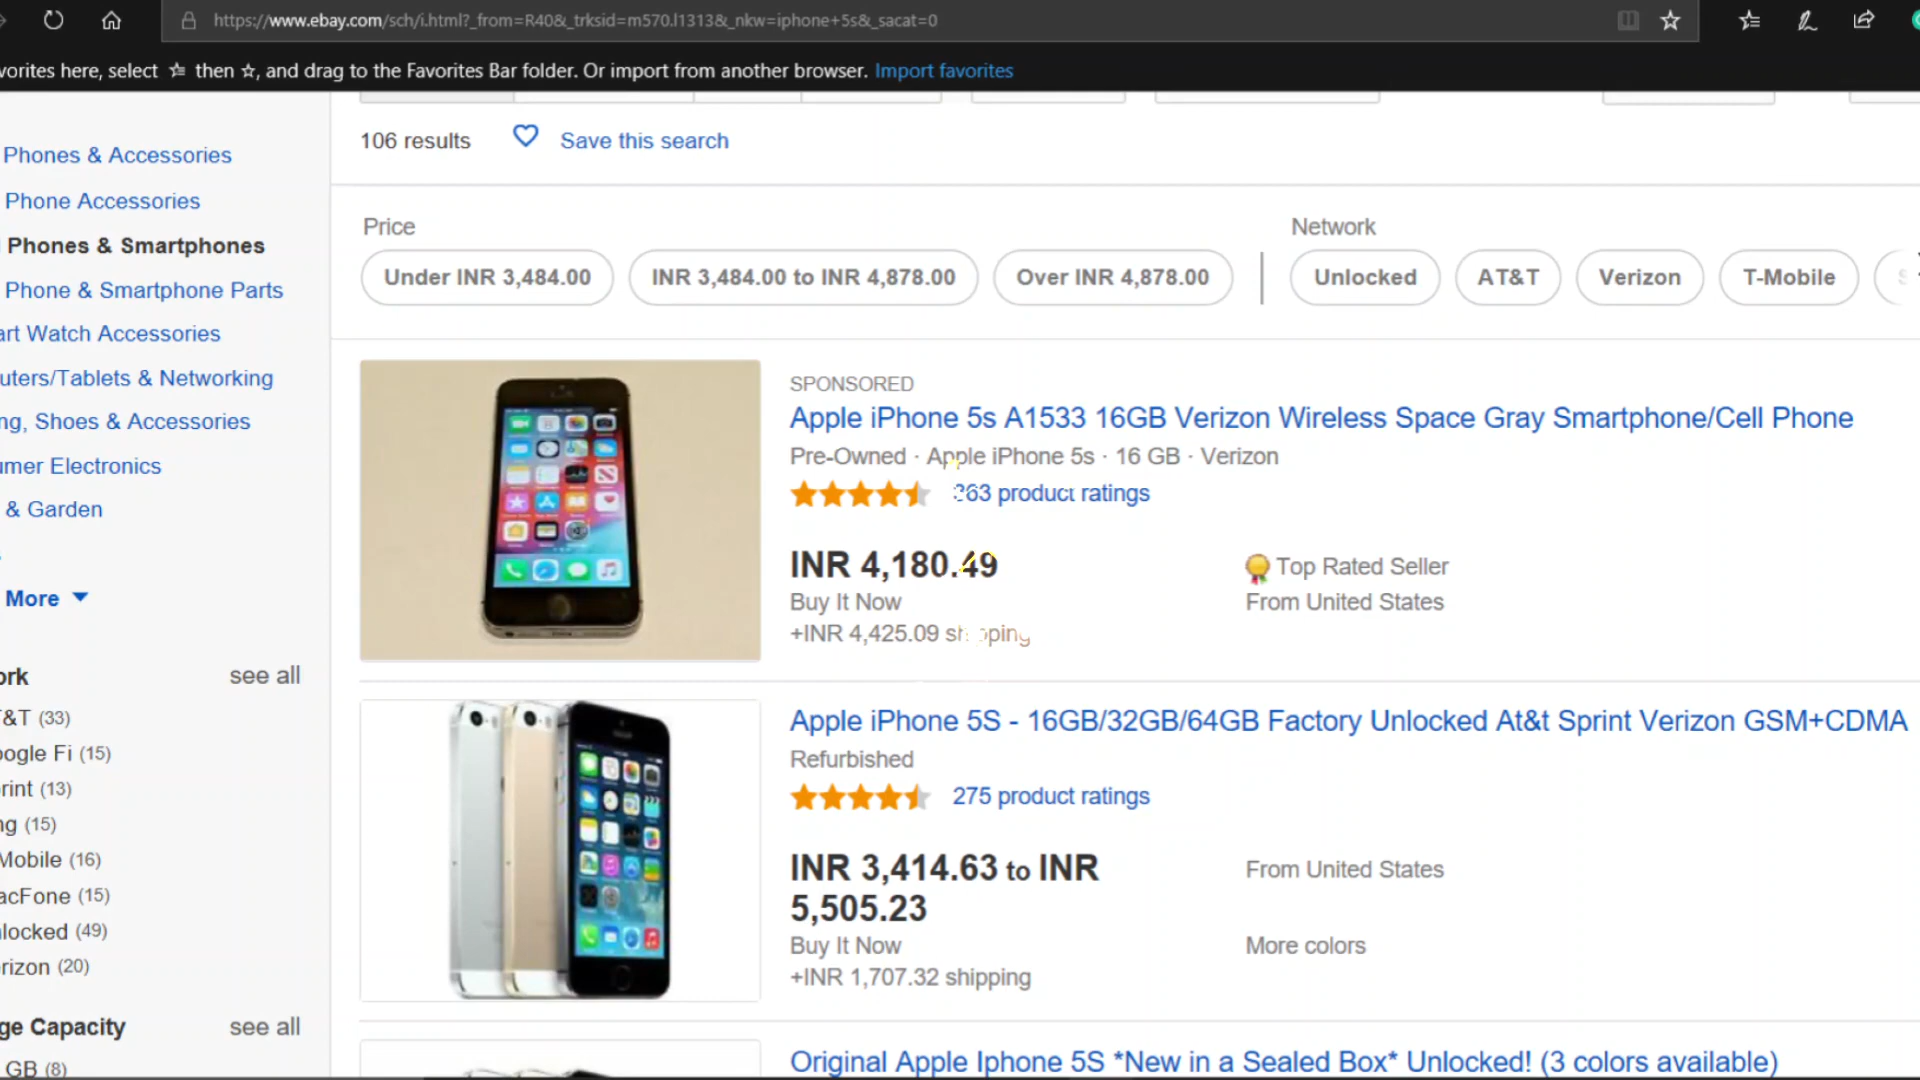 https://www.ebay.com/sch/i.html?_from=R40&_trksid=m570.l1313&_nkw=iphone+5s&_sacat=0
vorites here, select then , and drag to the Favorites Bar folder. Or import from another browser. Import favorites
106 results Save this search
Phones & Accessories
Phone Accessories
Phones & Smartphones
Phone & Smartphone Parts
art Watch Accessories
uters/Tablets & Networking
ng, Shoes & Accessories
umer Electronics
& Garden
More
ork see all
T&T (33)
oogle Fi (15)
rint (13)
ng (15)
Mobile (16)
acFone (15)
nlocked (49)
rizon (20)
ge Capacity see all
GB (8)
Price
Under INR 3,484.00 INR 3,484.00 to INR 4,878.00 Over INR 4,878.00
Network
Unlocked AT&T Verizon T-Mobile
SPONSORED
Apple iPhone 5s A1533 16GB Verizon Wireless Space Gray Smartphone/Cell Phone
Pre-Owned · Apple iPhone 5s · 16 GB · Verizon
363 product ratings
INR 4,180.49
Buy It Now
+INR 4,425.09 shipping
Top Rated Seller
From United States
Apple iPhone 5S - 16GB/32GB/64GB Factory Unlocked At&t Sprint Verizon GSM+CDMA
Refurbished
275 product ratings
INR 3,414.63 to INR
5,505.23
Buy It Now
+INR 1,707.32 shipping
From United States
More colors
Original Apple Iphone 5S *New in a Sealed Box* Unlocked! (3 colors available)